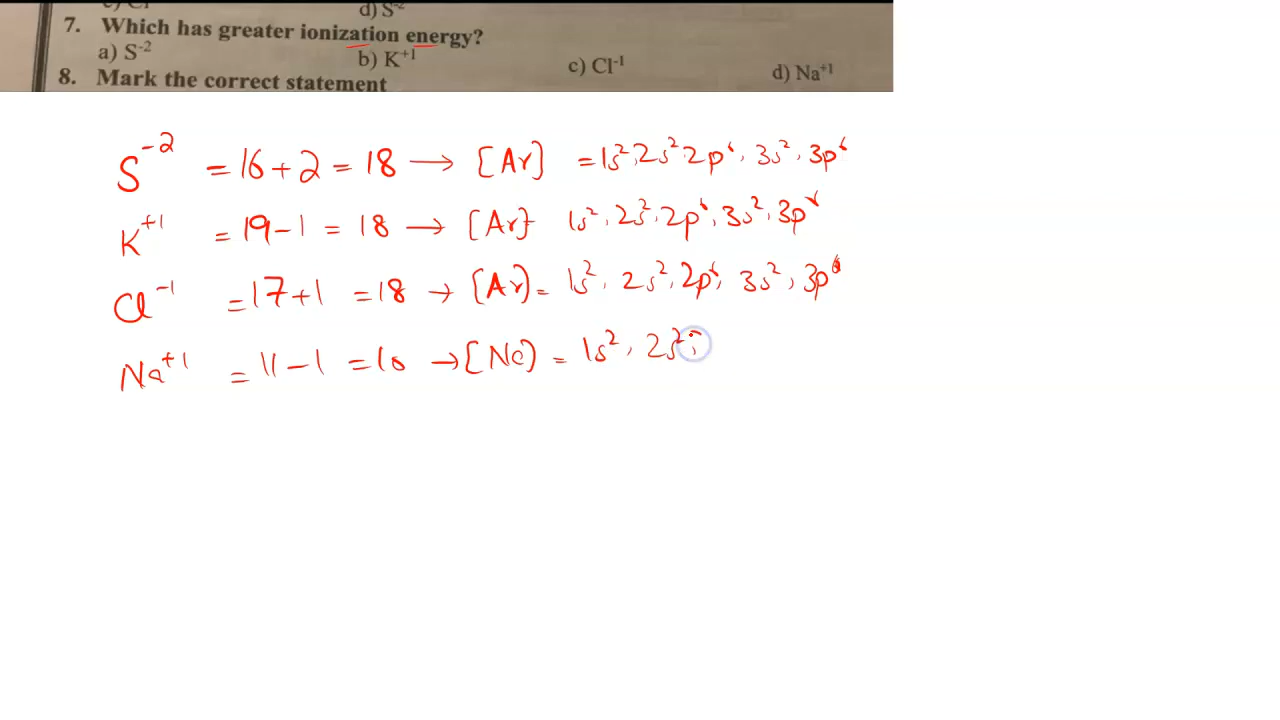 c) Cl d) S-2
7. Which has greater ionization energy?
a) S-2 b) K+1 c) Cl-1 d) Na+1
8. Mark the correct statement
S-2 = 16 + 2 = 18 → [Ar] = 1s2, 2s2, 2p6, 3s2, 3p6
K+1 = 19 - 1 = 18 → [Ar] 1s2, 2s2, 2p6, 3s2, 3p6
Cl-1 = 17 + 1 = 18 → [Ar] = 1s2, 2s2, 2p6, 3s2, 3p6
Na+1 = 11 - 1 = 10 → [Ne] = 1s2, 2s2,